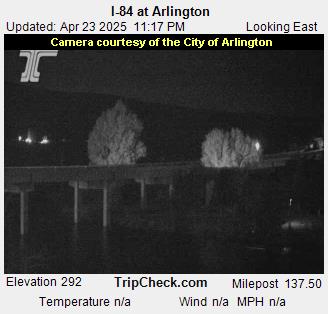 I-84 at Arlington
Updated: Apr 23 2025 11:17 PM Looking East
Camera courtesy of the City of Arlington
Elevation 292 TripCheck.com Milepost 137.50
Temperature n/a Wind n/a MPH n/a